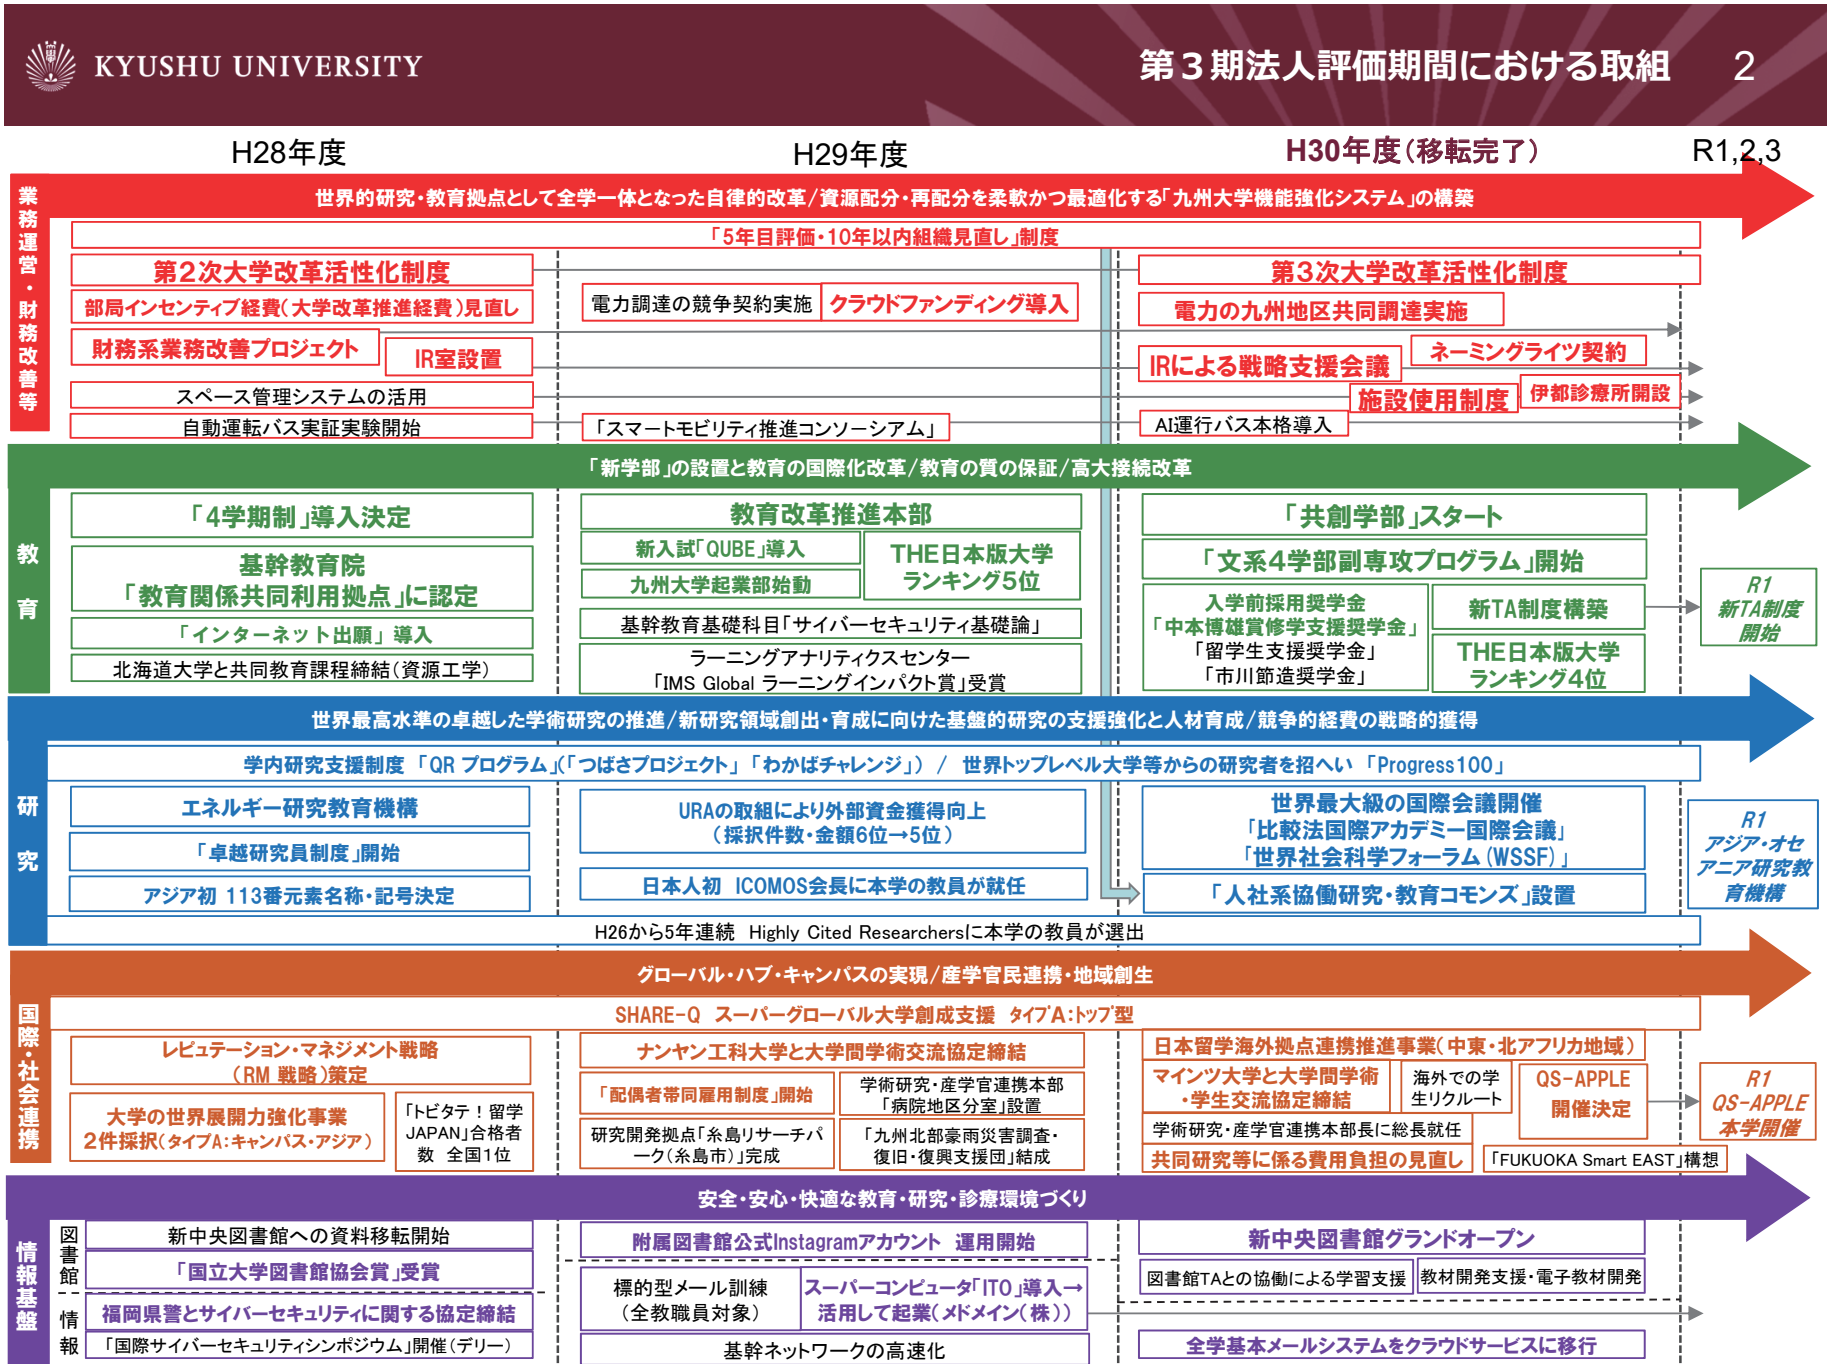 KYUSHU UNIVERSITY
第３期法人評価期間における取組
2
H28年度
H29年度
H30年度（移転完了）
R1,2,3
業務運営・財務改善等
世界的研究・教育拠点として全学一体となった自律的改革/資源配分・再配分を柔軟かつ最適化する「九州大学機能強化システム」の構築
「5年目評価・10年以内組織見直し」制度
第２次大学改革活性化制度
第３次大学改革活性化制度
部局インセンティブ経費（大学改革推進経費）見直し
電力調達の競争契約実施
クラウドファンディング導入
電力の九州地区共同調達実施
財務系業務改善プロジェクト
IR室設置
IRによる戦略支援会議
ネーミングライツ契約
スペース管理システムの活用
施設使用制度
伊都診療所開設
自動運転バス実証実験開始
「スマートモビリティ推進コンソーシアム」
AI運行バス本格導入
教育
「新学部」の設置と教育の国際化改革/教育の質の保証/高大接続改革
「4学期制」導入決定
基幹教育院
「教育関係共同利用拠点」に認定
「インターネット出願」導入
北海道大学と共同教育課程締結（資源工学）
教育改革推進本部
新入試「QUBE」導入
九州大学起業部始動
THE日本版大学
ランキング5位
基幹教育基礎科目「サイバーセキュリティ基礎論」
ラーニングアナリティクスセンター
「IMS Global ラーニングインパクト賞」受賞
「共創学部」スタート
「文系４学部副専攻プログラム」開始
入学前採用奨学金
「中本博雄賞修学支援奨学金」
「留学生支援奨学金」
「市川節造奨学金」
新TA制度構築
THE日本版大学
ランキング4位
R1
新TA制度
開始
研究
世界最高水準の卓越した学術研究の推進/新研究領域創出・育成に向けた基盤的研究の支援強化と人材育成/競争的経費の戦略的獲得
学内研究支援制度 「QR プログラム」（「つばさプロジェクト」「わかばチャレンジ」） / 世界トップレベル大学等からの研究者を招へい 「Progress100」
エネルギー研究教育機構
「卓越研究員制度」開始
アジア初 113番元素名称・記号決定
URAの取組により外部資金獲得向上
（採択件数・金額6位→5位）
日本人初 ICOMOS会長に本学の教員が就任
世界最大級の国際会議開催
「比較法国際アカデミー国際会議」
「世界社会科学フォーラム（WSSF）」
「人社系協働研究・教育コモンズ」設置
R1
アジア・オセ
アニア研究教
育機構
H26から5年連続 Highly Cited Researchersに本学の教員が選出
国際・社会連携
グローバル・ハブ・キャンパスの実現/産学官民連携・地域創生
SHARE-Q スーパーグローバル大学創成支援 タイプA：トップ型
レピュテーション・マネジメント戦略
（RM 戦略）策定
大学の世界展開力強化事業
２件採択（タイプA：キャンパス・アジア）
「トビタテ！留学
JAPAN」合格者
数 全国１位
ナンヤン工科大学と大学間学術交流協定締結
「配偶者帯同雇用制度」開始
学術研究・産学官連携本部
「病院地区分室」設置
研究開発拠点「糸島リサーチパ
ーク（糸島市）」完成
「九州北部豪雨災害調査・
復旧・復興支援団」結成
日本留学海外拠点連携推進事業（中東・北アフリカ地域）
マインツ大学と大学間学術
・学生交流協定締結
海外での学
生リクルート
QS-APPLE
開催決定
学術研究・産学官連携本部長に総長就任
共同研究等に係る費用負担の見直し
「FUKUOKA Smart EAST」構想
R1
QS-APPLE
本学開催
情報基盤
安全・安心・快適な教育・研究・診療環境づくり
図書館
新中央図書館への資料移転開始
「国立大学図書館協会賞」受賞
附属図書館公式Instagramアカウント 運用開始
新中央図書館グランドオープン
図書館TAとの協働による学習支援
教材開発支援・電子教材開発
情報
福岡県警とサイバーセキュリティに関する協定締結
「国際サイバーセキュリティシンポジウム」開催（デリー）
標的型メール訓練
（全教職員対象）
スーパーコンピュータ「ITO」導入→
活用して起業（メドメイン（株））
基幹ネットワークの高速化
全学基本メールシステムをクラウドサービスに移行